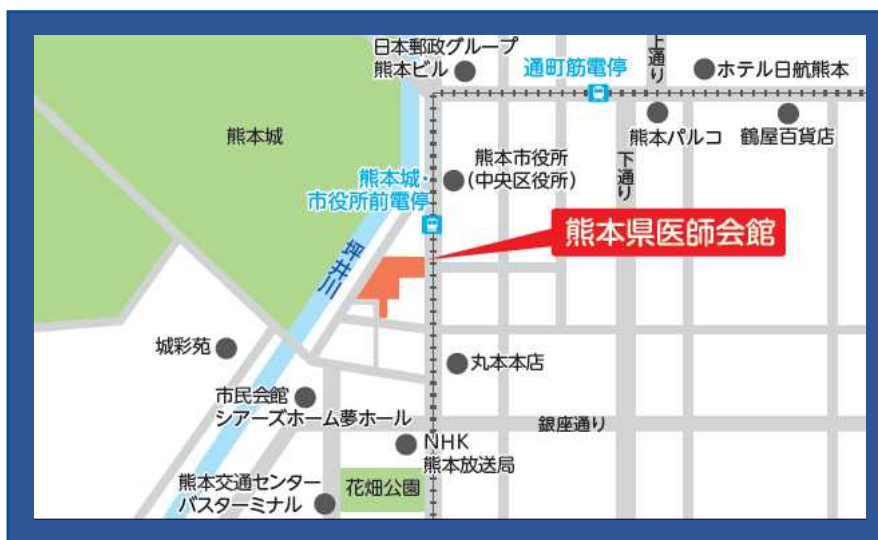 日本郵政グループ
熊本ビル
通町筋電停
上通り
ホテル日航熊本
熊本パルコ
鶴屋百貨店
熊本城
熊本市役所
(中央区役所)
下通り
熊本城・
市役所前電停
熊本県医師会館
坪井川
城彩苑
丸本本店
市民会館
シアーズホーム夢ホール
銀座通り
NHK
熊本放送局
熊本交通センター
バスターミナル
花畑公園